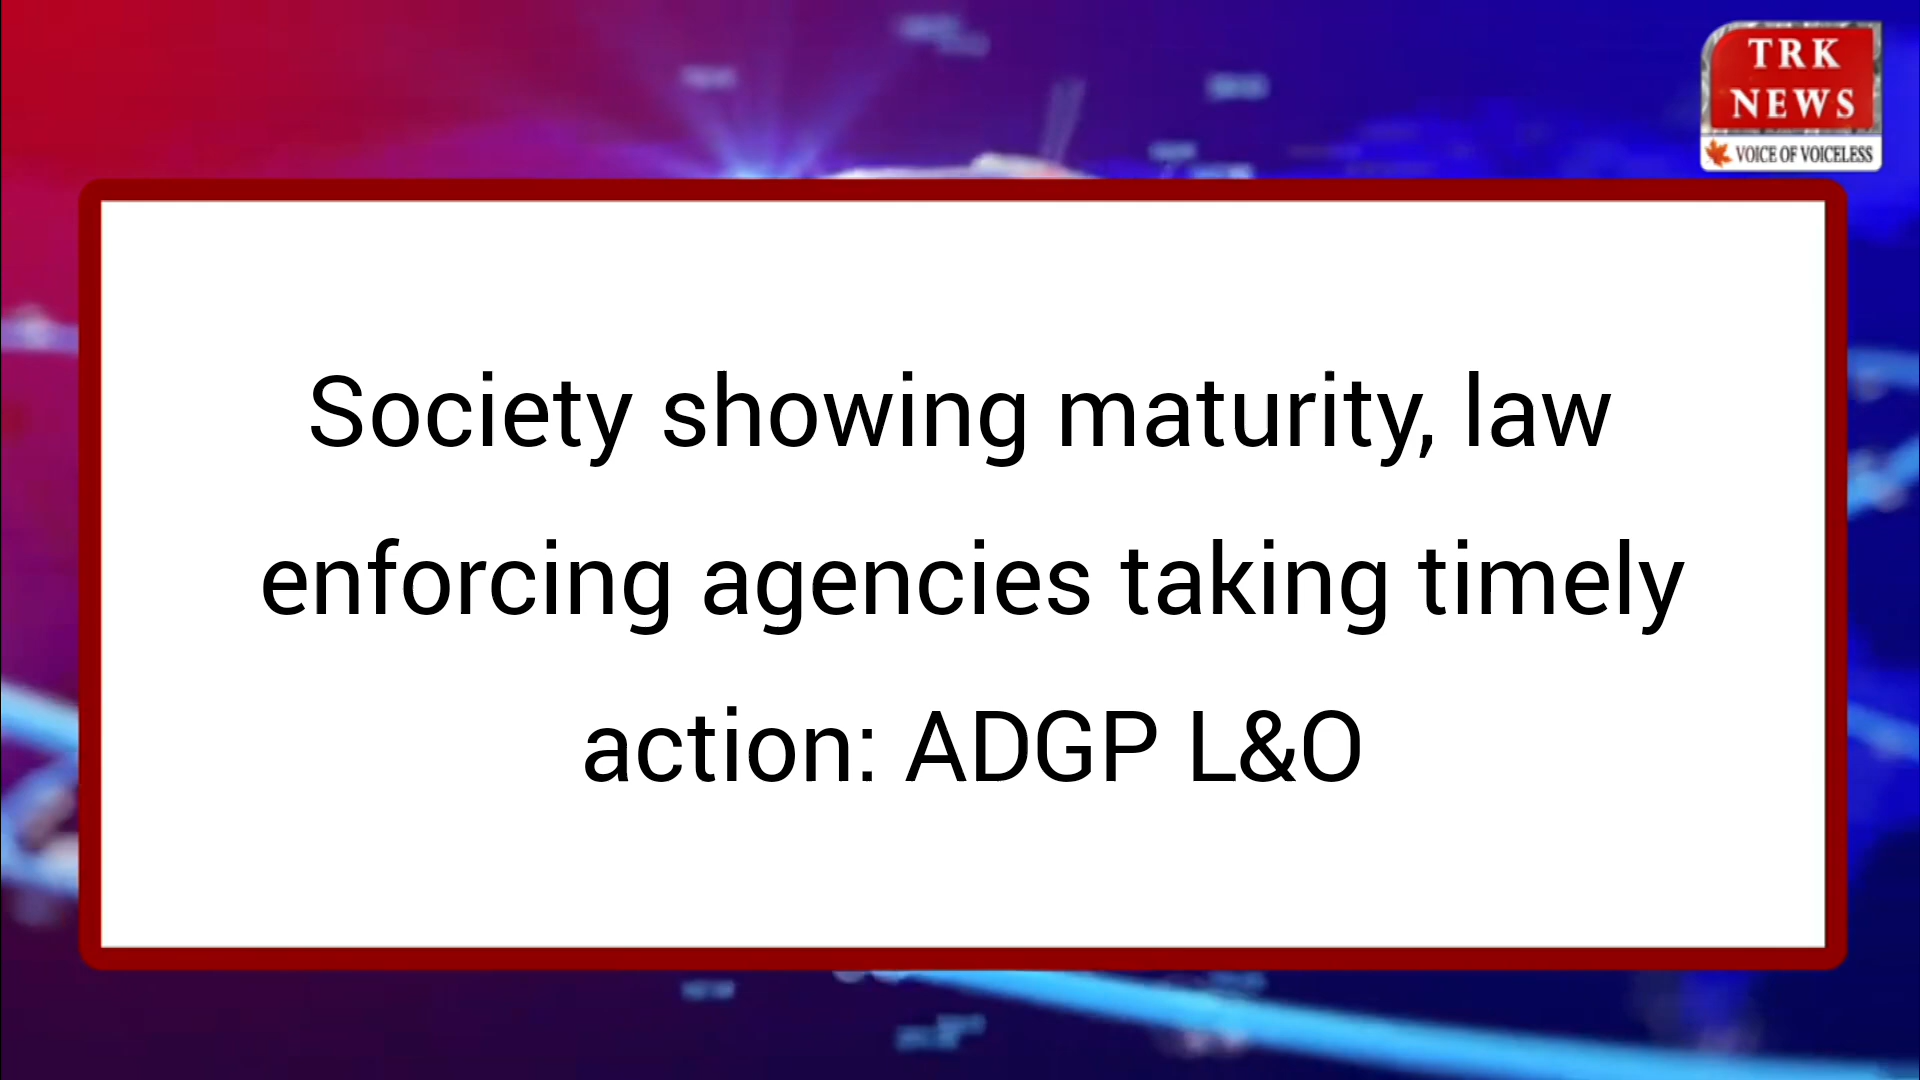 TRK
NEWS
VOICE OF VOICELESS
Society showing maturity, law
enforcing agencies taking timely
action: ADGP L&O